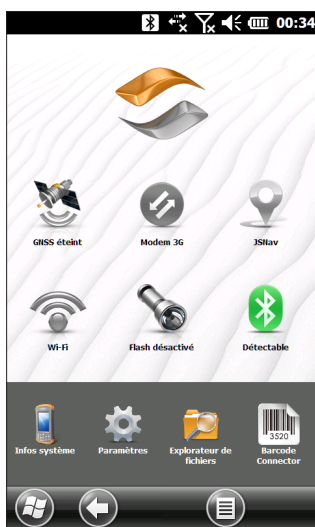 00:34
GNSS éteint
Modem 3G
JSNav
Wi-Fi
Flash désactivé
Détectable
Infos système
Paramètres
Explorateur de
fichiers
3520
Barcode
Connector